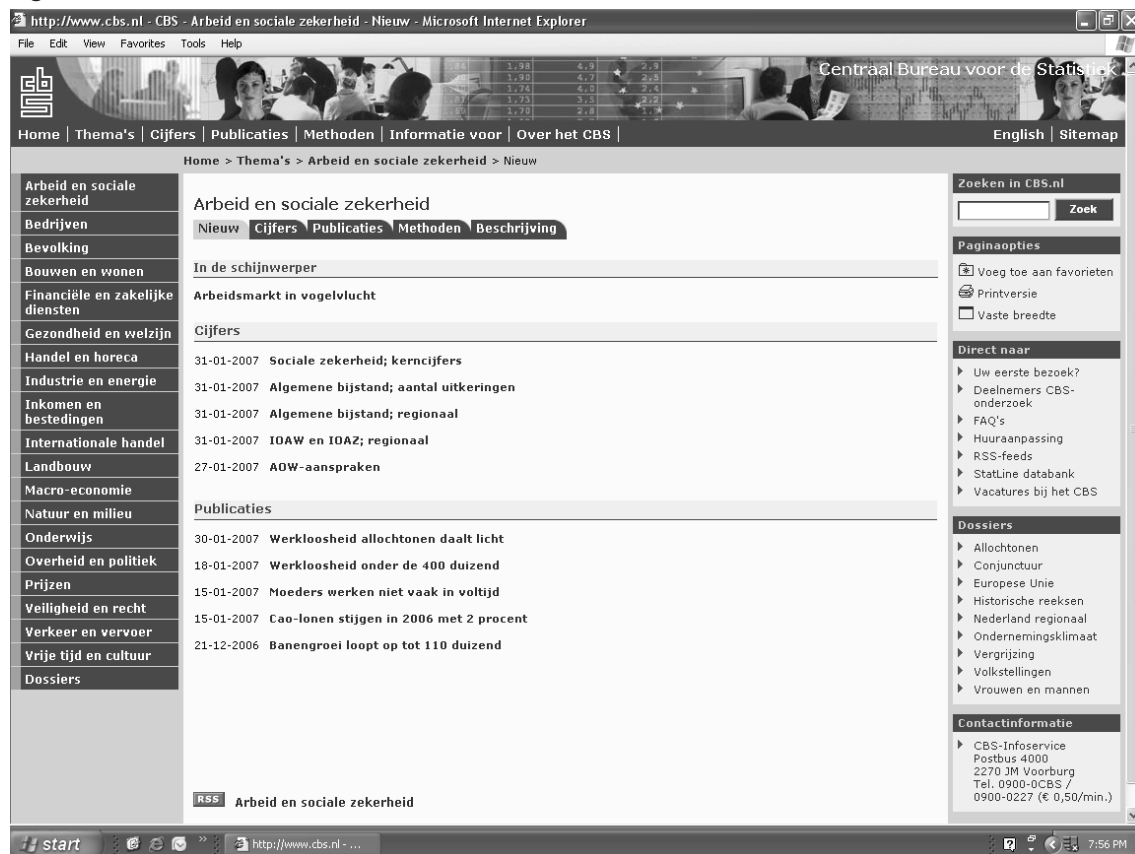 http://www.cbs.nl - CBS - Arbeid en sociale zekerheid - Nieuw - Microsoft Internet Explorer
File Edit View Favorites Tools Help
Centraal Bureau voor de Statistiek
Home | Thema's | Cijfers | Publicaties | Methoden | Informatie voor | Over het CBS |
English | Sitemap
Home > Thema's > Arbeid en sociale zekerheid > Nieuw
Arbeid en sociale
zekerheid
Bedrijven
Bevolking
Bouwen en wonen
Financiële en zakelijke
diensten
Gezondheid en welzijn
Handel en horeca
Industrie en energie
Inkomen en
bestedingen
Internationale handel
Landbouw
Macro-economie
Natuur en milieu
Onderwijs
Overheid en politiek
Prijzen
Veiligheid en recht
Verkeer en vervoer
Vrije tijd en cultuur
Dossiers
Arbeid en sociale zekerheid
Nieuw Cijfers Publicaties Methoden Beschrijving
In de schijnwerper
Arbeidsmarkt in vogelvlucht
Cijfers
31-01-2007 Sociale zekerheid; kerncijfers
31-01-2007 Algemene bijstand; aantal uitkeringen
31-01-2007 Algemene bijstand; regionaal
31-01-2007 IOAW en IOAZ; regionaal
27-01-2007 AOW-aanspraken
Publicaties
30-01-2007 Werkloosheid allochtonen daalt licht
18-01-2007 Werkloosheid onder de 400 duizend
15-01-2007 Moeders werken niet vaak in voltijd
15-01-2007 Cao-lonen stijgen in 2006 met 2 procent
21-12-2006 Banengroei loopt op tot 110 duizend
RSS Arbeid en sociale zekerheid
Zoeken in CBS.nl
Zoek
Paginaopties
Voeg toe aan favorieten
Printversie
Vaste breedte
Direct naar
Uw eerste bezoek?
Deelnemers CBS-
onderzoek
FAQ's
Huuraanpassing
RSS-feeds
StatLine databank
Vacatures bij het CBS
Dossiers
Allochtonen
Conjunctuur
Europese Unie
Historische reeksen
Nederland regionaal
Ondernemingsklimaat
Vergrijzing
Volkstellingen
Vrouwen en mannen
Contactinformatie
CBS-Infoservice
Postbus 4000
2270 JM Voorburg
Tel. 0900-0CBS /
0900-0227 (€ 0,50/min.)
start
http://www.cbs.nl - ...
7:56 PM